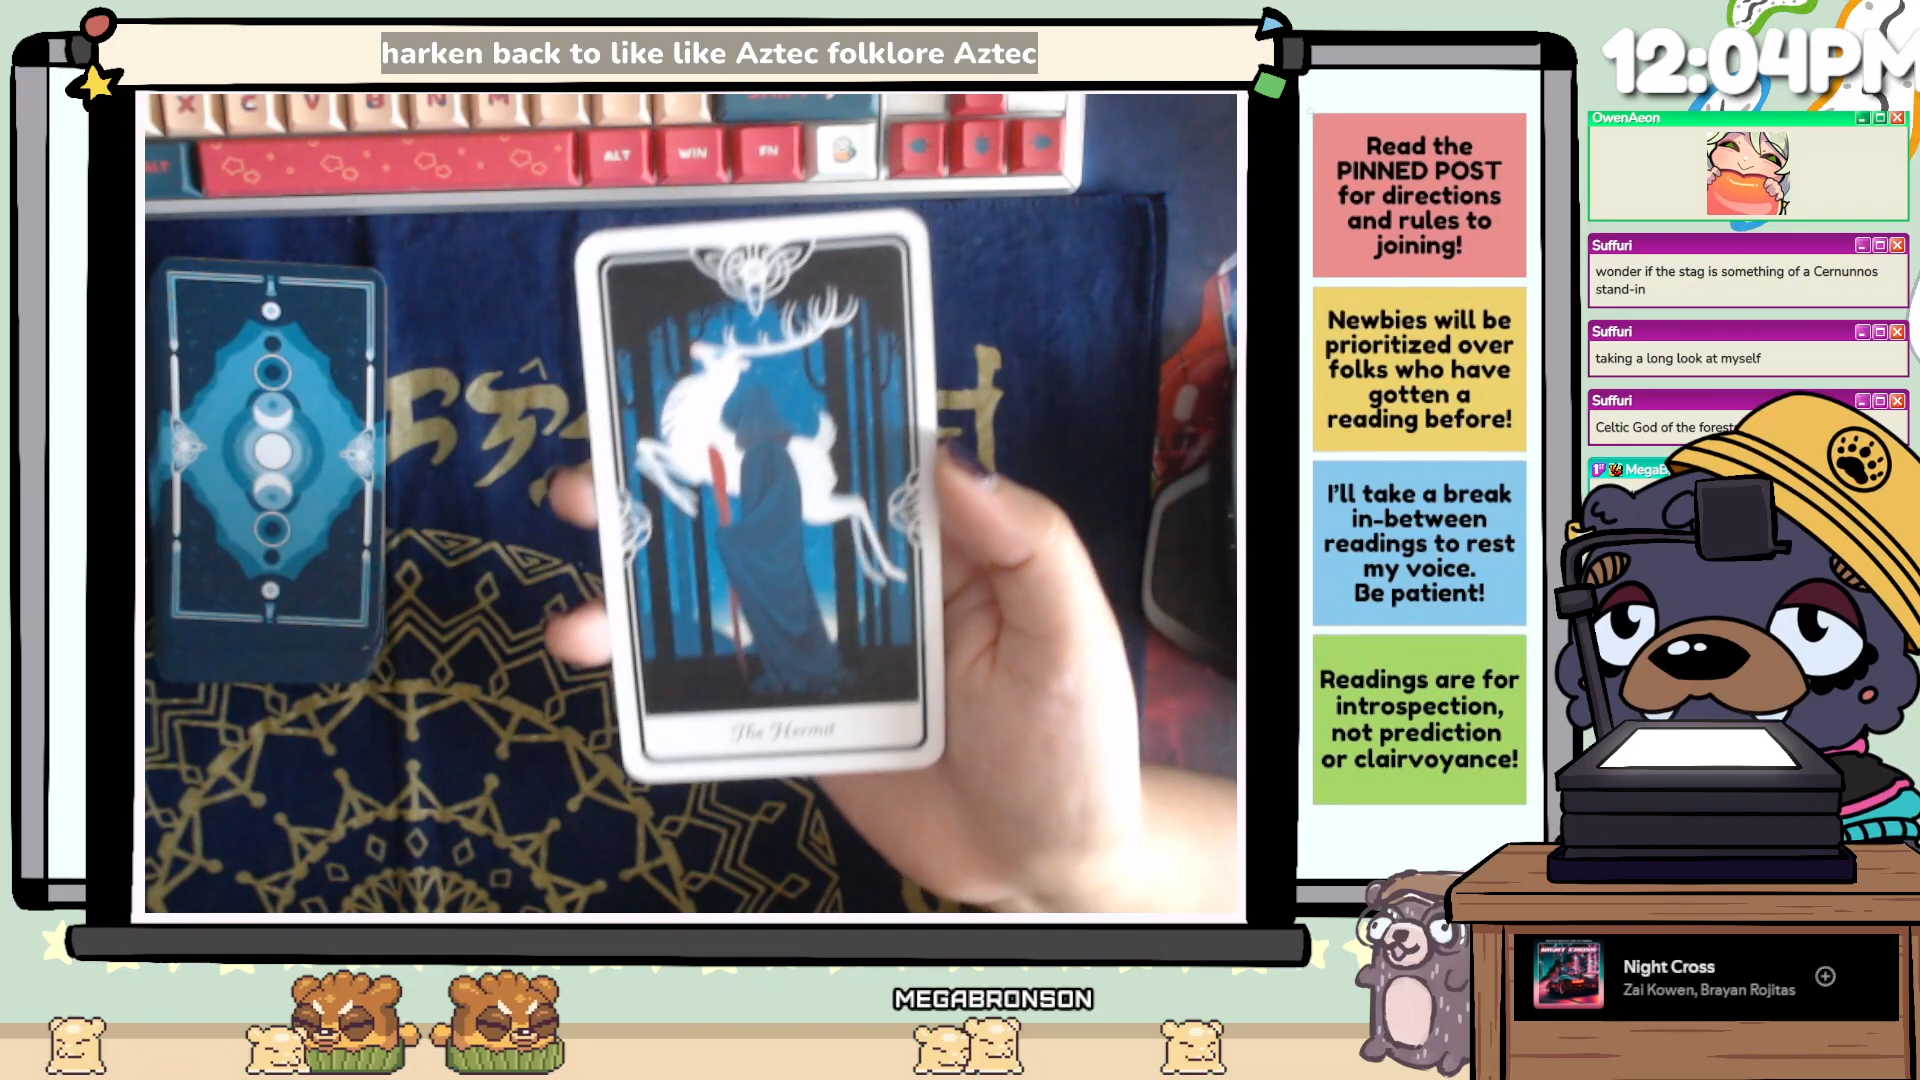 harken back to like like Aztec folklore Aztec
12:04PM
X C V B N M
ALT WIN FN
The Hermit
Read the
PINNED POST
for directions
and rules to
joining!
Newbies will be
prioritized over
folks who have
gotten a
reading before!
I'll take a break
in-between
readings to rest
my voice.
Be patient!
Readings are for
introspection,
not prediction
or clairvoyance!
OwenAeon
Suffuri
wonder if the stag is something of a Cernunnos
stand-in
Suffuri
taking a long look at myself
Suffuri
Celtic God of the forest
1st MegaB
MEGABRONSON
NIGHT CROSS
Night Cross
Zai Kowen, Brayan Rojitas